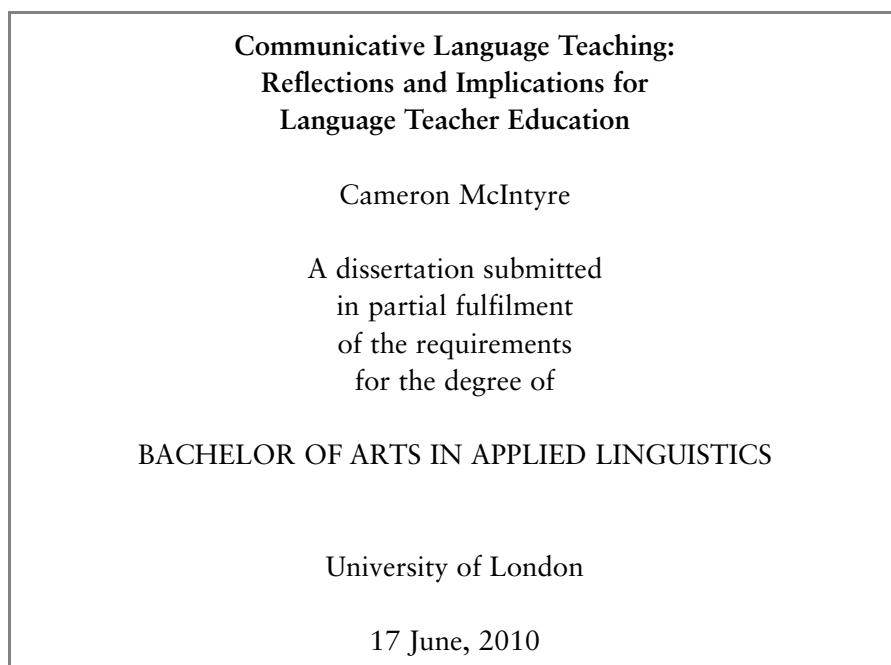 Communicative Language Teaching:
Reflections and Implications for
Language Teacher Education
Cameron McIntyre
A dissertation submitted
in partial fulfilment
of the requirements
for the degree of
BACHELOR OF ARTS IN APPLIED LINGUISTICS
University of London
17 June, 2010